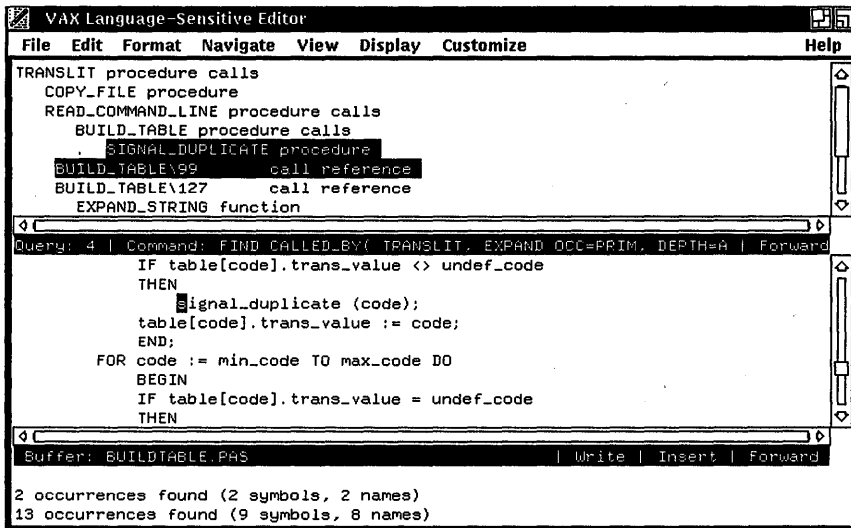 VAX Language-Sensitive Editor
File Edit Format Navigate View Display Customize Help
TRANSLIT procedure calls
COPY_FILE procedure
READ_COMMAND_LINE procedure calls
BUILD_TABLE procedure calls
. SIGNAL_DUPLICATE procedure
BUILD_TABLE\99 call reference
BUILD_TABLE\127 call reference
EXPAND_STRING function
Query: 4 | Command: FIND CALLED_BY( TRANSLIT, EXPAND OCC=PRIM, DEPTH=A | Forward
IF table[code].trans_value <> undef_code
THEN
signal_duplicate (code);
table[code].trans_value := code;
END;
FOR code := min_code TO max_code DO
BEGIN
IF table[code].trans_value = undef_code
THEN
Buffer: BUILDTABLE.PAS | Write | Insert | Forward
2 occurrences found (2 symbols, 2 names)
13 occurrences found (9 symbols, 8 names)